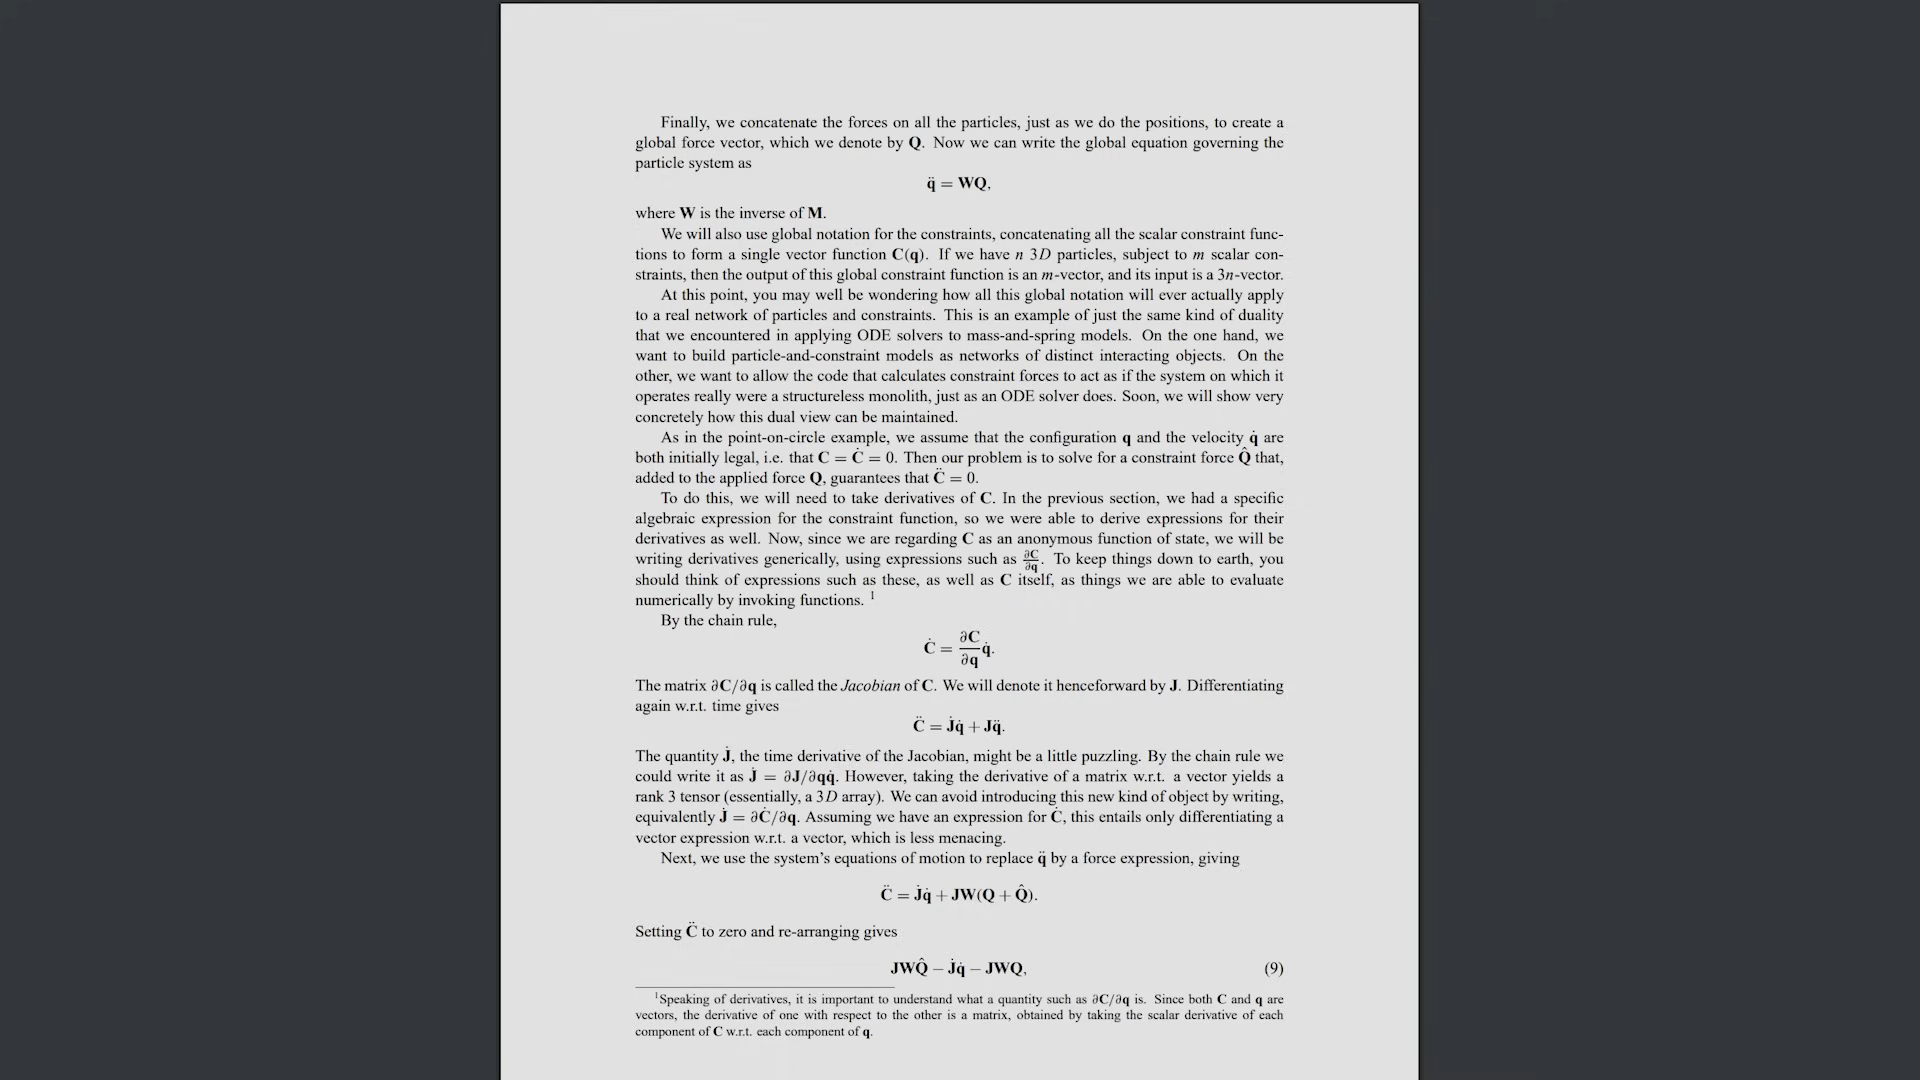 Finally, we concatenate the forces on all the particles, just as we do the positions, to create a
global force vector, which we denote by Q. Now we can write the global equation governing the
particle system as
q̈ = WQ,
where W is the inverse of M.
We will also use global notation for the constraints, concatenating all the scalar constraint func-
tions to form a single vector function C(q). If we have n 3D particles, subject to m scalar con-
straints, then the output of this global constraint function is an m-vector, and its input is a 3n-vector.
At this point, you may well be wondering how all this global notation will ever actually apply
to a real network of particles and constraints. This is an example of just the same kind of duality
that we encountered in applying ODE solvers to mass-and-spring models. On the one hand, we
want to build particle-and-constraint models as networks of distinct interacting objects. On the
other, we want to allow the code that calculates constraint forces to act as if the system on which it
operates really were a structureless monolith, just as an ODE solver does. Soon, we will show very
concretely how this dual view can be maintained.
As in the point-on-circle example, we assume that the configuration q and the velocity q̇ are
both initially legal, i.e. that C = Ċ = 0. Then our problem is to solve for a constraint force Q̂ that,
added to the applied force Q, guarantees that C̈ = 0.
To do this, we will need to take derivatives of C. In the previous section, we had a specific
algebraic expression for the constraint function, so we were able to derive expressions for their
derivatives as well. Now, since we are regarding C as an anonymous function of state, we will be
writing derivatives generically, using expressions such as ∂C/∂q. To keep things down to earth, you
should think of expressions such as these, as well as C itself, as things we are able to evaluate
numerically by invoking functions. 1
By the chain rule,
Ċ = ∂C/∂q q̇.
The matrix ∂C/∂q is called the Jacobian of C. We will denote it henceforward by J. Differentiating
again w.r.t. time gives
C̈ = J̇q̇ + Jq̈.
The quantity J̇, the time derivative of the Jacobian, might be a little puzzling. By the chain rule we
could write it as J̇ = ∂J/∂qq̇. However, taking the derivative of a matrix w.r.t. a vector yields a
rank 3 tensor (essentially, a 3D array). We can avoid introducing this new kind of object by writing,
equivalently J̇ = ∂Ċ/∂q. Assuming we have an expression for Ċ, this entails only differentiating a
vector expression w.r.t. a vector, which is less menacing.
Next, we use the system's equations of motion to replace q̈ by a force expression, giving
C̈ = J̇q̇ + JW(Q + Q̂).
Setting C̈ to zero and re-arranging gives
JWQ̂ − J̇q̇ − JWQ, (9)
1Speaking of derivatives, it is important to understand what a quantity such as ∂C/∂q is. Since both C and q are
vectors, the derivative of one with respect to the other is a matrix, obtained by taking the scalar derivative of each
component of C w.r.t. each component of q.